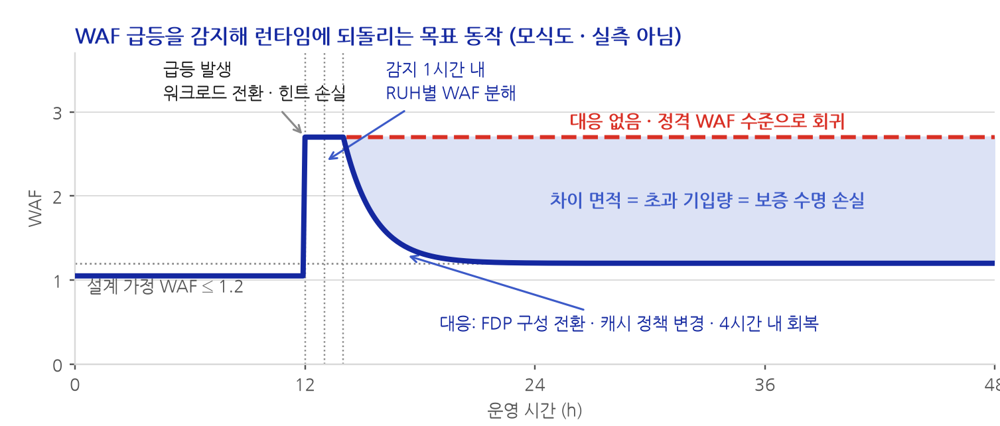 WAF 급등을 감지해 런타임에 되돌리는 목표 동작 (모식도 · 실측 아님)
급등 발생
워크로드 전환 · 힌트 손실
감지 1시간 내
RUH별 WAF 분해
대응 없음 · 정격 WAF 수준으로 회귀
차이 면적 = 초과 기입량 = 보증 수명 손실
설계 가정 WAF ≤ 1.2
대응: FDP 구성 전환 · 캐시 정책 변경 · 4시간 내 회복
WAF
3
2
1
0
0 12 24 36 48
운영 시간 (h)